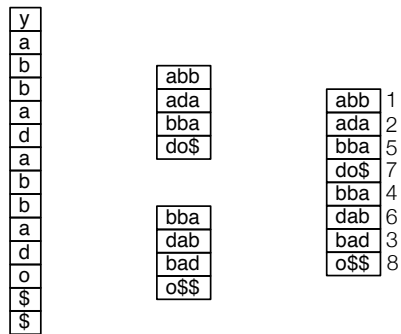 y
a
b
b
a
d
a
b
b
a
d
o
$
$
abb
ada
bba
do$
bba
dab
bad
o$$
abb 1
ada 2
bba 5
do$ 7
bba 4
dab 6
bad 3
o$$ 8